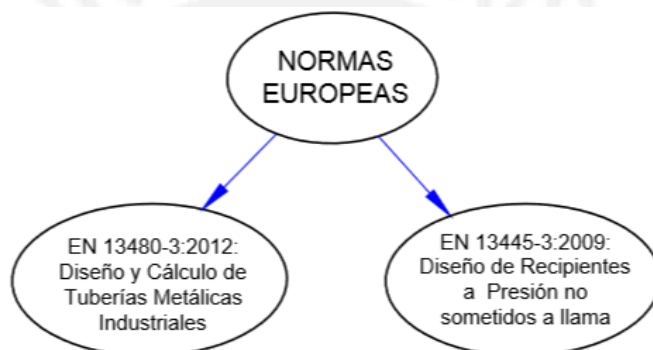 NORMAS
EUROPEAS
EN 13480-3:2012:
Diseño y Cálculo de
Tuberías Metálicas
Industriales
EN 13445-3:2009:
Diseño de Recipientes
a Presión no
sometidos a llama